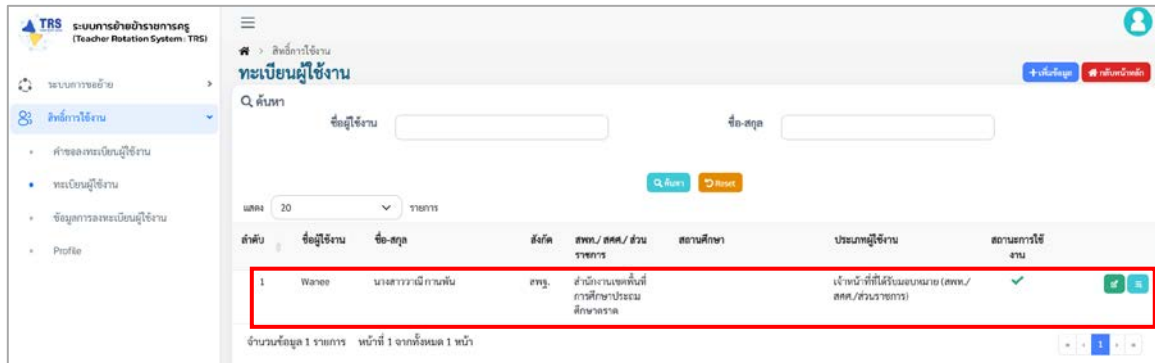 TRS ระบบการย้ายข้าราชการครู
(Teacher Rotation System : TRS)
สิทธิ์การใช้งาน
ทะเบียนผู้ใช้งาน
+ เพิ่มข้อมูล
กลับหน้าหลัก
ระบบการขอย้าย
สิทธิ์การใช้งาน
คำขอลงทะเบียนผู้ใช้งาน
ทะเบียนผู้ใช้งาน
ข้อมูลการลงทะเบียนผู้ใช้งาน
Profile
ค้นหา
ชื่อผู้ใช้งาน
ชื่อ-สกุล
ค้นหา
Reset
แสดง 20 รายการ
ลำดับ ชื่อผู้ใช้งาน ชื่อ-สกุล สังกัด สพท./ สศศ./ ส่วน สถานศึกษา ประเภทผู้ใช้งาน สถานะการใช้
ราชการ งาน
1 Wanee นางสาววาณี กานพัน สพฐ. สำนักงานเขตพื้นที่ เจ้าหน้าที่ที่ได้รับมอบหมาย (สพท./
การศึกษาประถม สศศ./ส่วนราชการ)
ศึกษาตราด
จำนวนข้อมูล 1 รายการ หน้าที่ 1 จากทั้งหมด 1 หน้า
« ‹ 1 › »